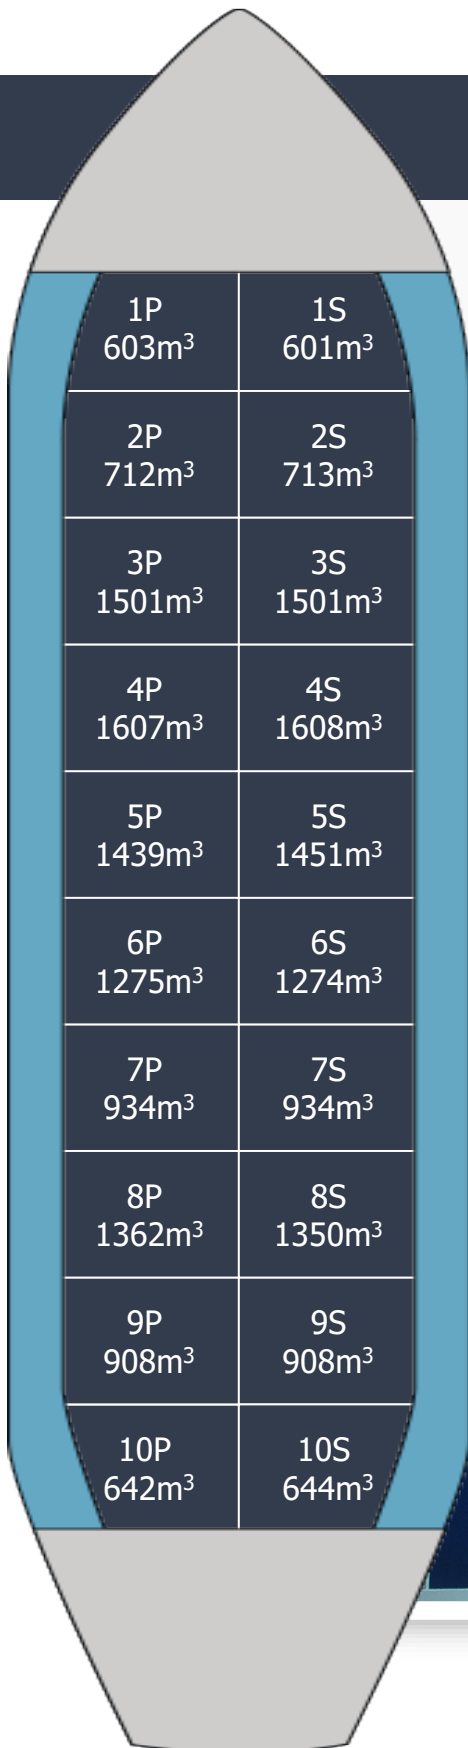 1P 1S
603m³ 601m³
2P 2S
712m³ 713m³
3P 3S
1501m³ 1501m³
4P 4S
1607m³ 1608m³
5P 5S
1439m³ 1451m³
6P 6S
1275m³ 1274m³
7P 7S
934m³ 934m³
8P 8S
1362m³ 1350m³
9P 9S
908m³ 908m³
10P 10S
642m³ 644m³